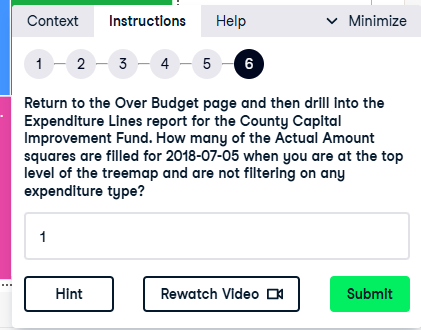 Context Instructions Help Minimize
1 2 3 4 5 6
Return to the Over Budget page and then drill into the
Expenditure Lines report for the County Capital
Improvement Fund. How many of the Actual Amount
squares are filled for 2018-07-05 when you are at the top
level of the treemap and are not filtering on any
expenditure type?
1
Hint Rewatch Video Submit